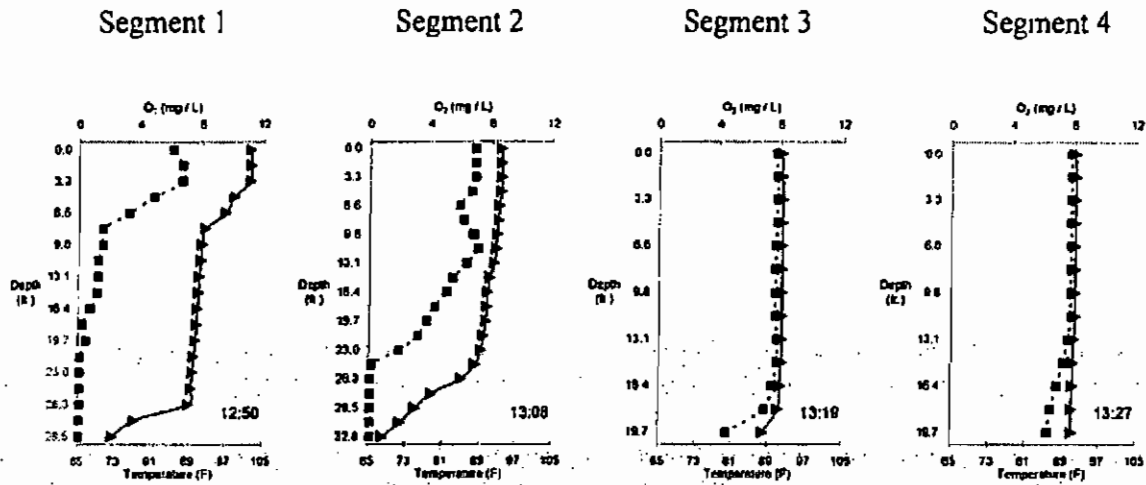 Segment 1 Segment 2 Segment 3 Segment 4
O₂ (mg / L) O₂ (mg / L) O₂ (mg / L) O₂ (mg / L)
0 4 8 12 0 4 8 12 0 4 8 12 0 4 8 12
0.0 0.0 0.0 0.0
3.3 3.3 3.3 3.3
6.6 6.6 6.6 6.6
9.8 9.8 9.8 9.8
13.1 13.1 13.1 13.1
Depth (ft.) Depth (ft.) Depth (ft.) Depth (ft.)
16.4 16.4 16.4 16.4
19.7 19.7 19.7 19.7
23.0 23.0
26.3 26.3
29.5 29.5
32.8
12:50 13:08 13:19 13:27
65 73 81 89 97 105 65 73 81 89 97 105 65 73 81 89 97 105 65 73 81 89 97 105
Temperature (F) Temperature (F) Temperature (F) Temperature (F)